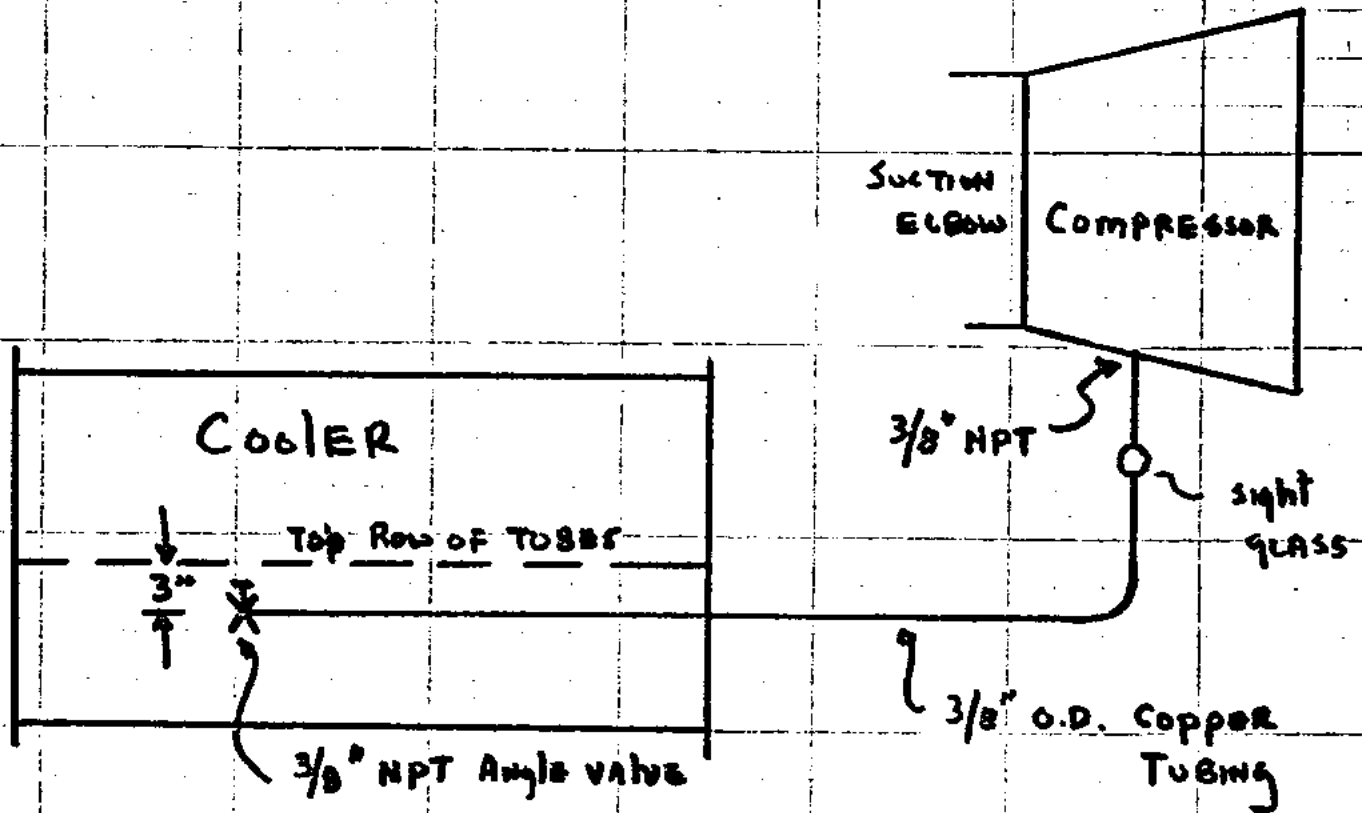 SUCTION
ELBOW
COMPRESSOR
COOLER
3/8" NPT
sight
GLASS
Top Row OF TUBES
3"
3/8" O.D. COPPER
TUBING
3/8" NPT Angle VALVE